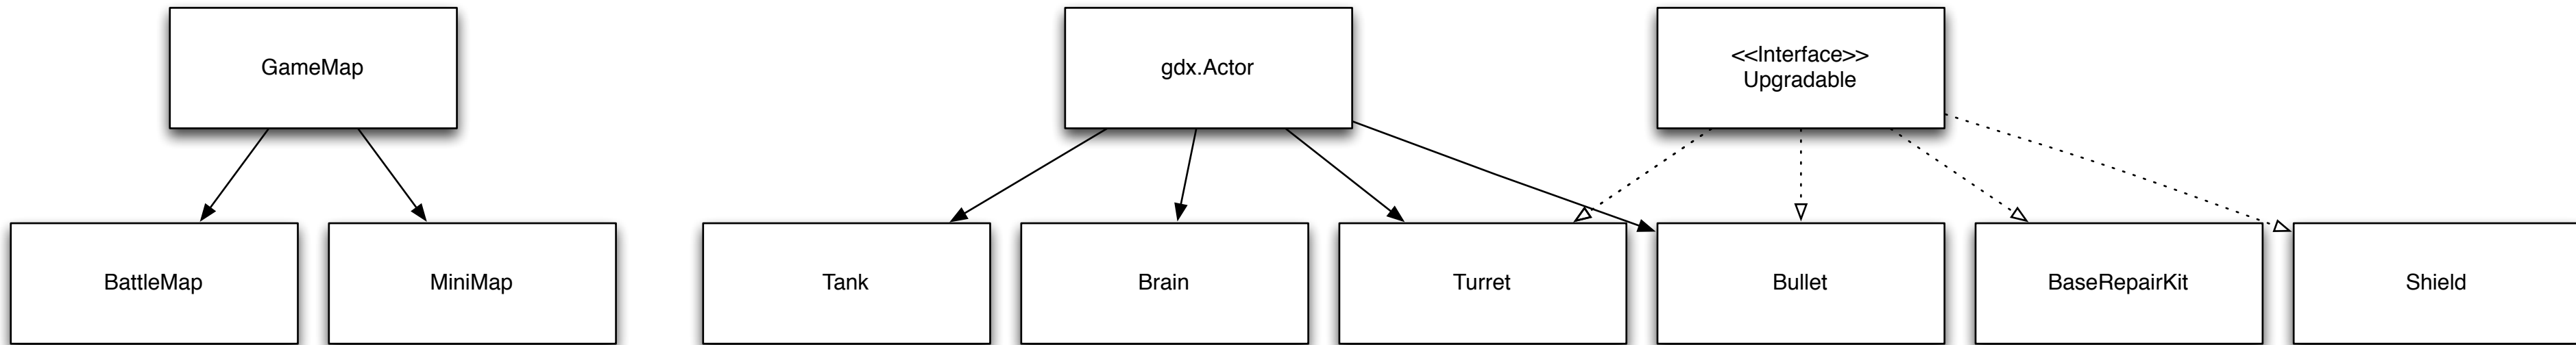 GameMap
gdx.Actor
<<Interface>>
Upgradable
BattleMap
MiniMap
Tank
Brain
Turret
Bullet
BaseRepairKit
Shield